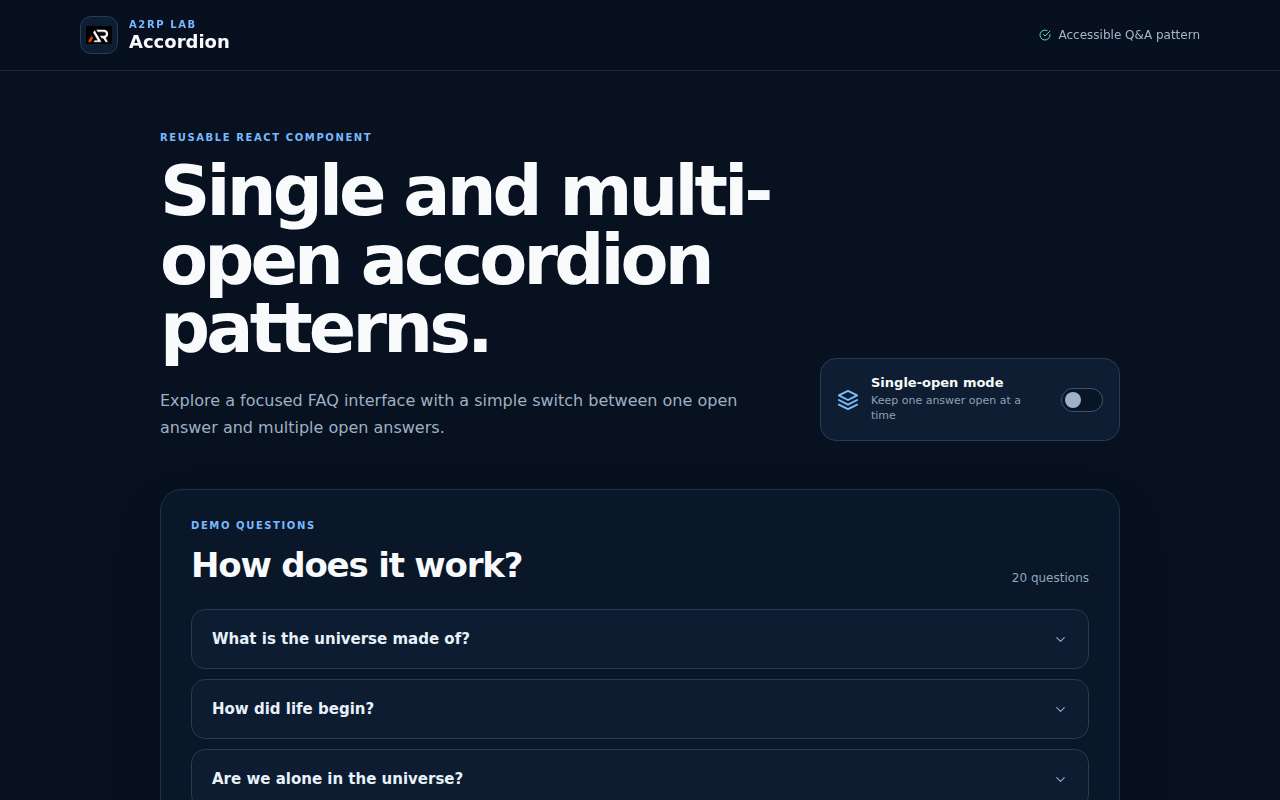 A2RP LAB
Accordion
Accessible Q&A pattern
REUSABLE REACT COMPONENT
Single and multi-
open accordion
patterns.
Explore a focused FAQ interface with a simple switch between one open
answer and multiple open answers.
Single-open mode
Keep one answer open at a
time
DEMO QUESTIONS
How does it work?
20 questions
What is the universe made of?
How did life begin?
Are we alone in the universe?